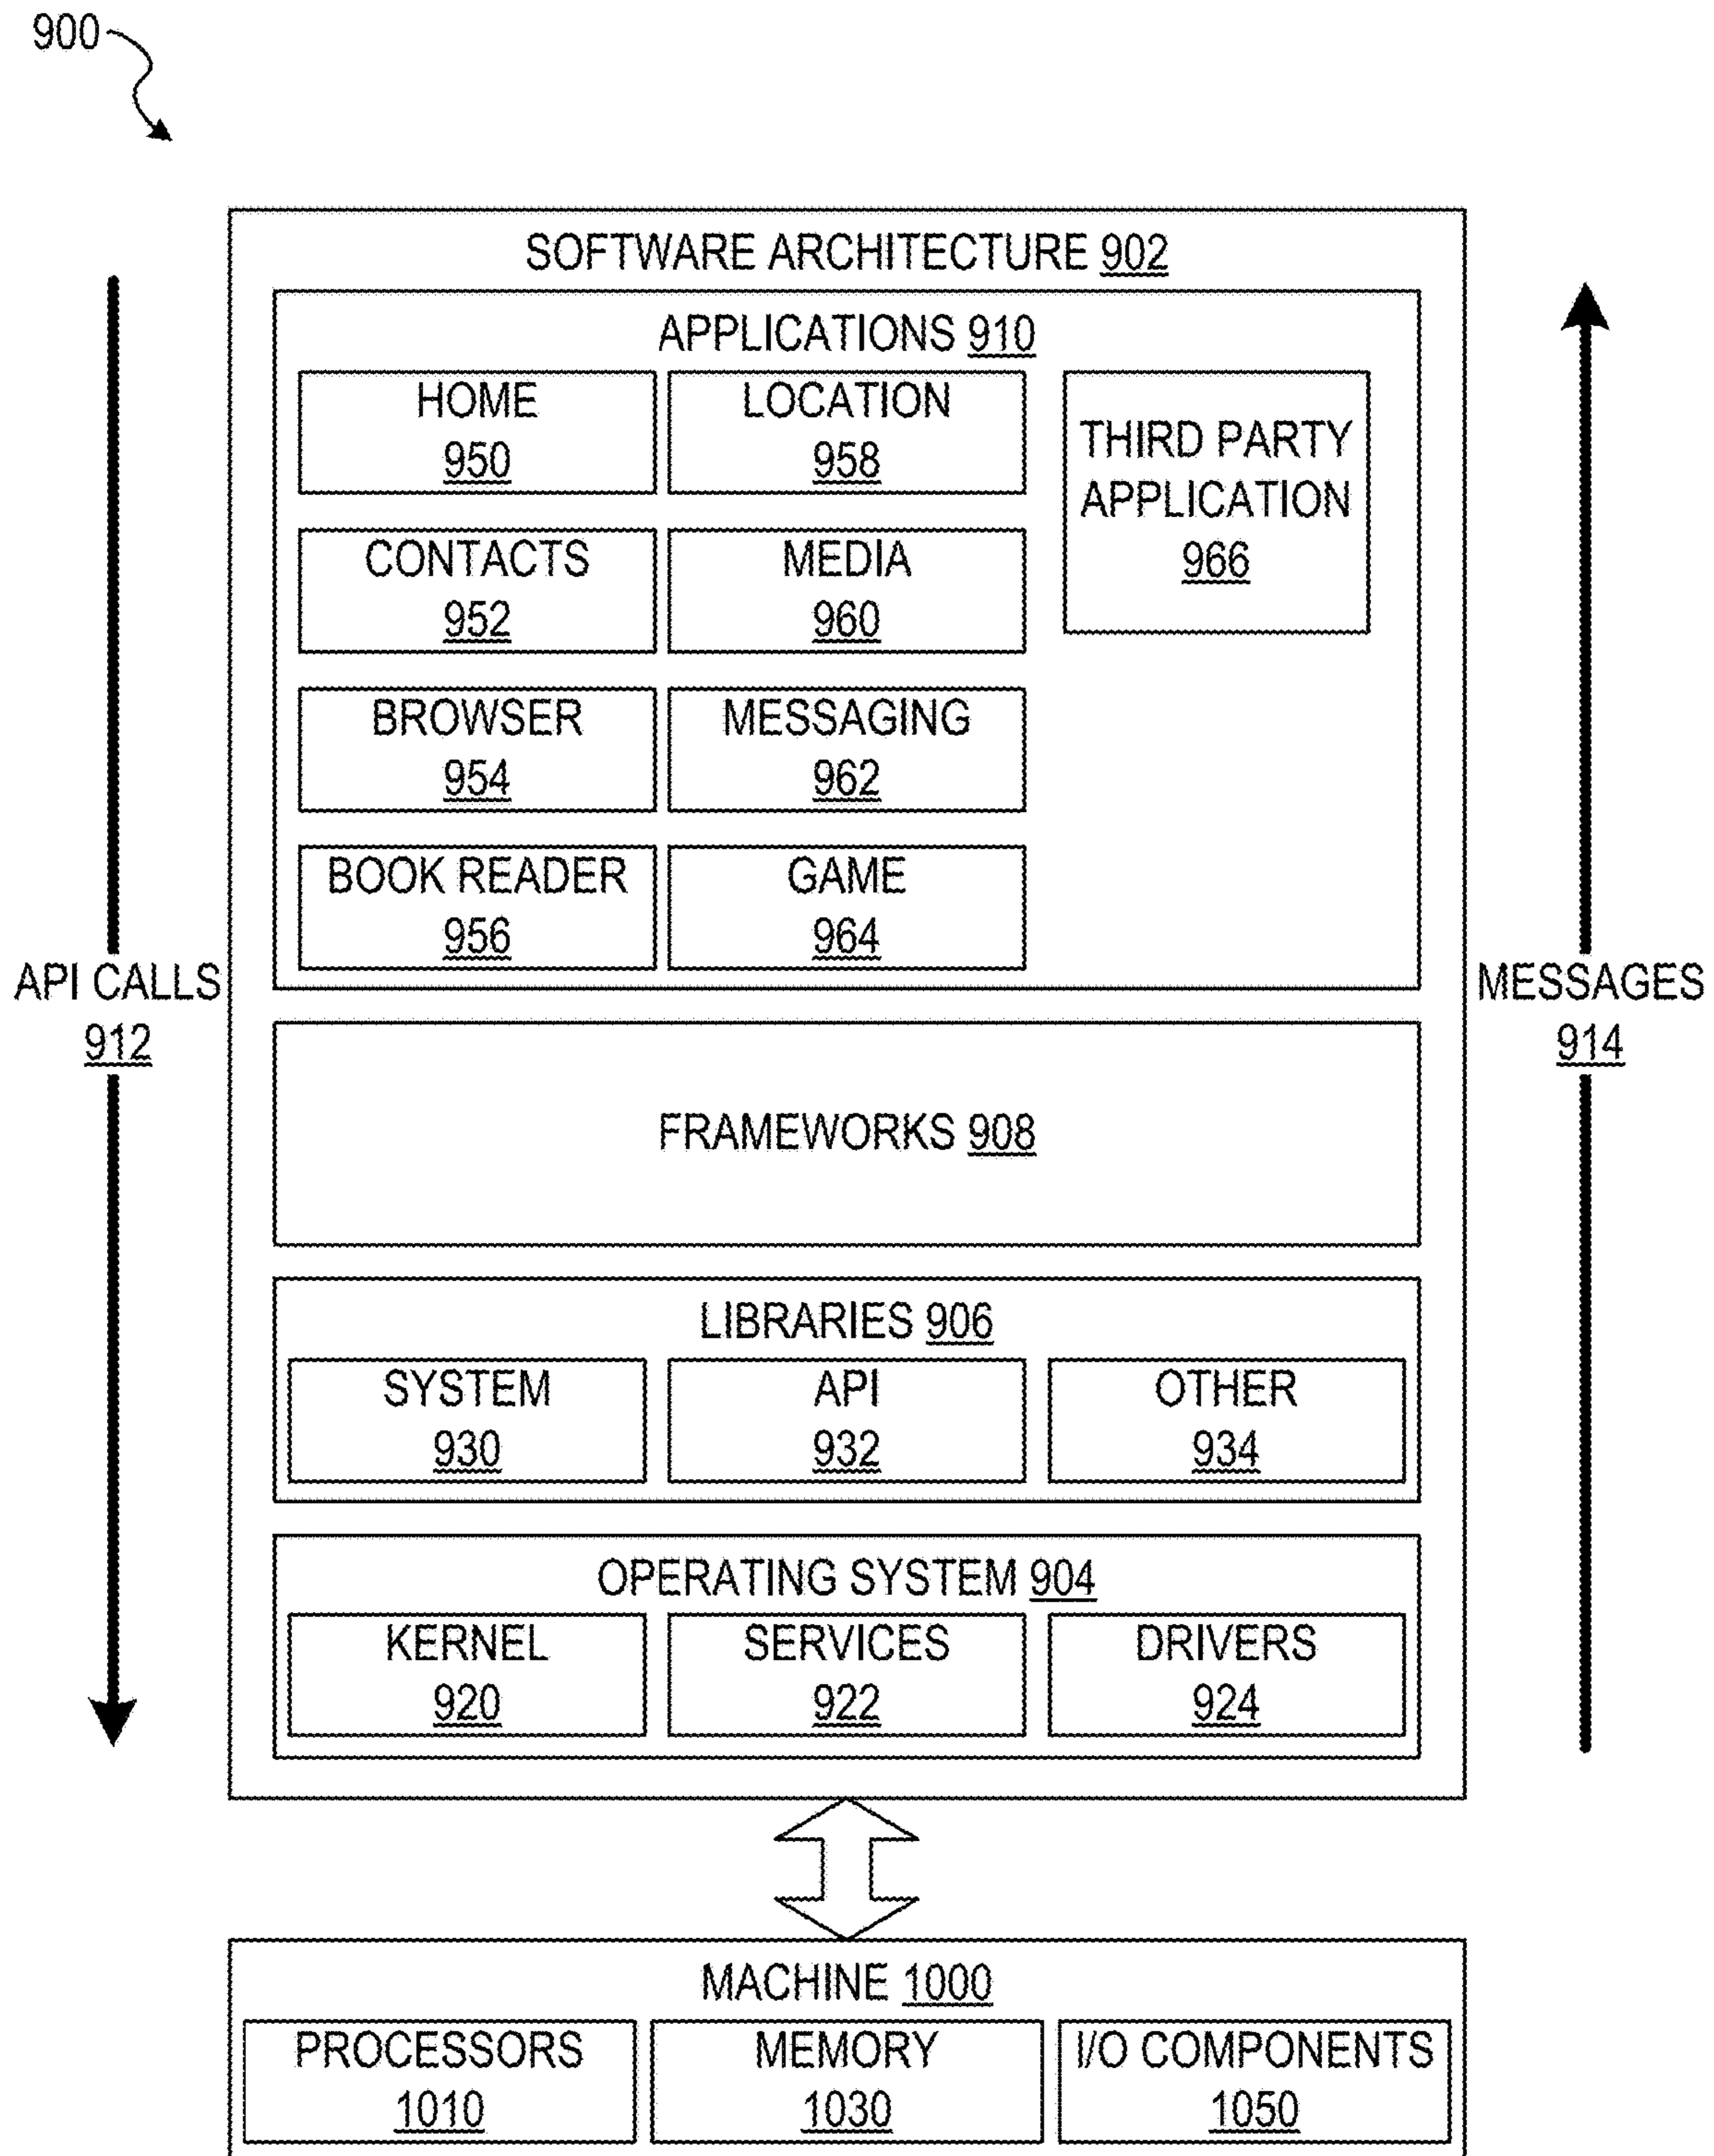 900
SOFTWARE ARCHITECTURE 902
APPLICATIONS 910
HOME
950
LOCATION
958
THIRD PARTY
APPLICATION
966
CONTACTS
952
MEDIA
960
BROWSER
954
MESSAGING
962
BOOK READER
956
GAME
964
API CALLS
912
MESSAGES
914
FRAMEWORKS 908
LIBRARIES 906
SYSTEM
930
API
932
OTHER
934
OPERATING SYSTEM 904
KERNEL
920
SERVICES
922
DRIVERS
924
MACHINE 1000
PROCESSORS
1010
MEMORY
1030
I/O COMPONENTS
1050